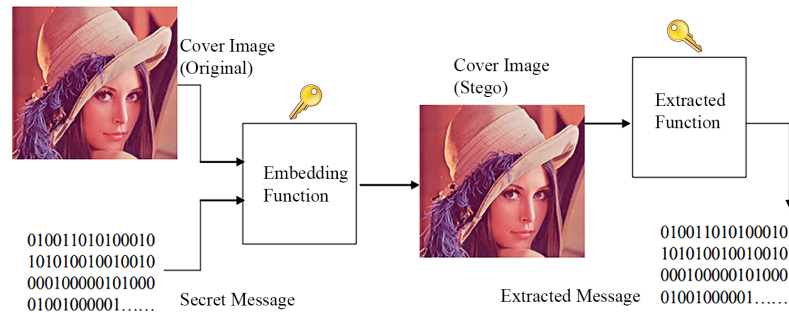 Cover Image
(Original)
Embedding
Function
010011010100010
101010010010010
000100000101000
01001000001......
Secret Message
Cover Image
(Stego)
Extracted
Function
010011010100010
101010010010010
000100000101000
01001000001......
Extracted Message